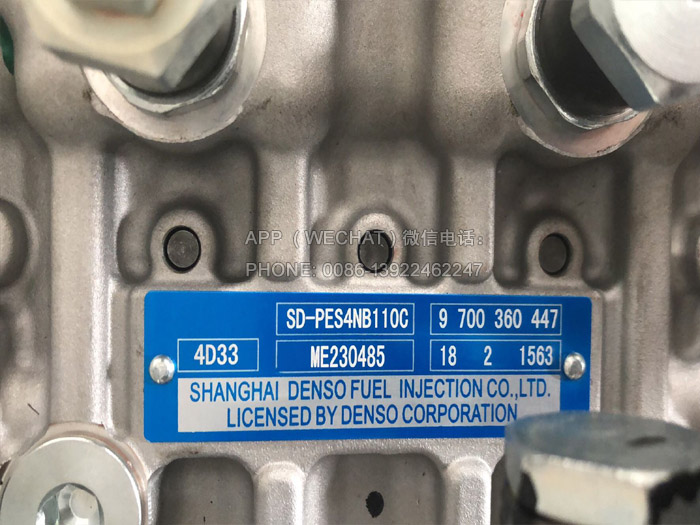 APP（WECHAT）微信电话：
PHONE: 0086-13922462247
SD-PES4NB110C 9 700 360 447
4D33 ME230485 18 2 1563
SHANGHAI DENSO FUEL INJECTION CO.,LTD.
LICENSED BY DENSO CORPORATION